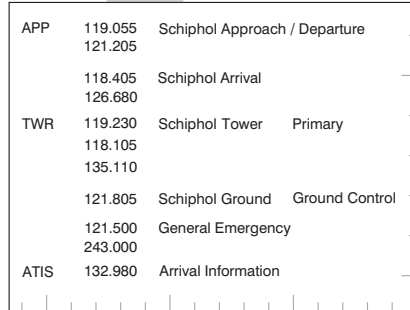 APP 119.055 Schiphol Approach / Departure
121.205
118.405 Schiphol Arrival
126.680
TWR 119.230 Schiphol Tower Primary
118.105
135.110
121.805 Schiphol Ground Ground Control
121.500 General Emergency
243.000
ATIS 132.980 Arrival Information